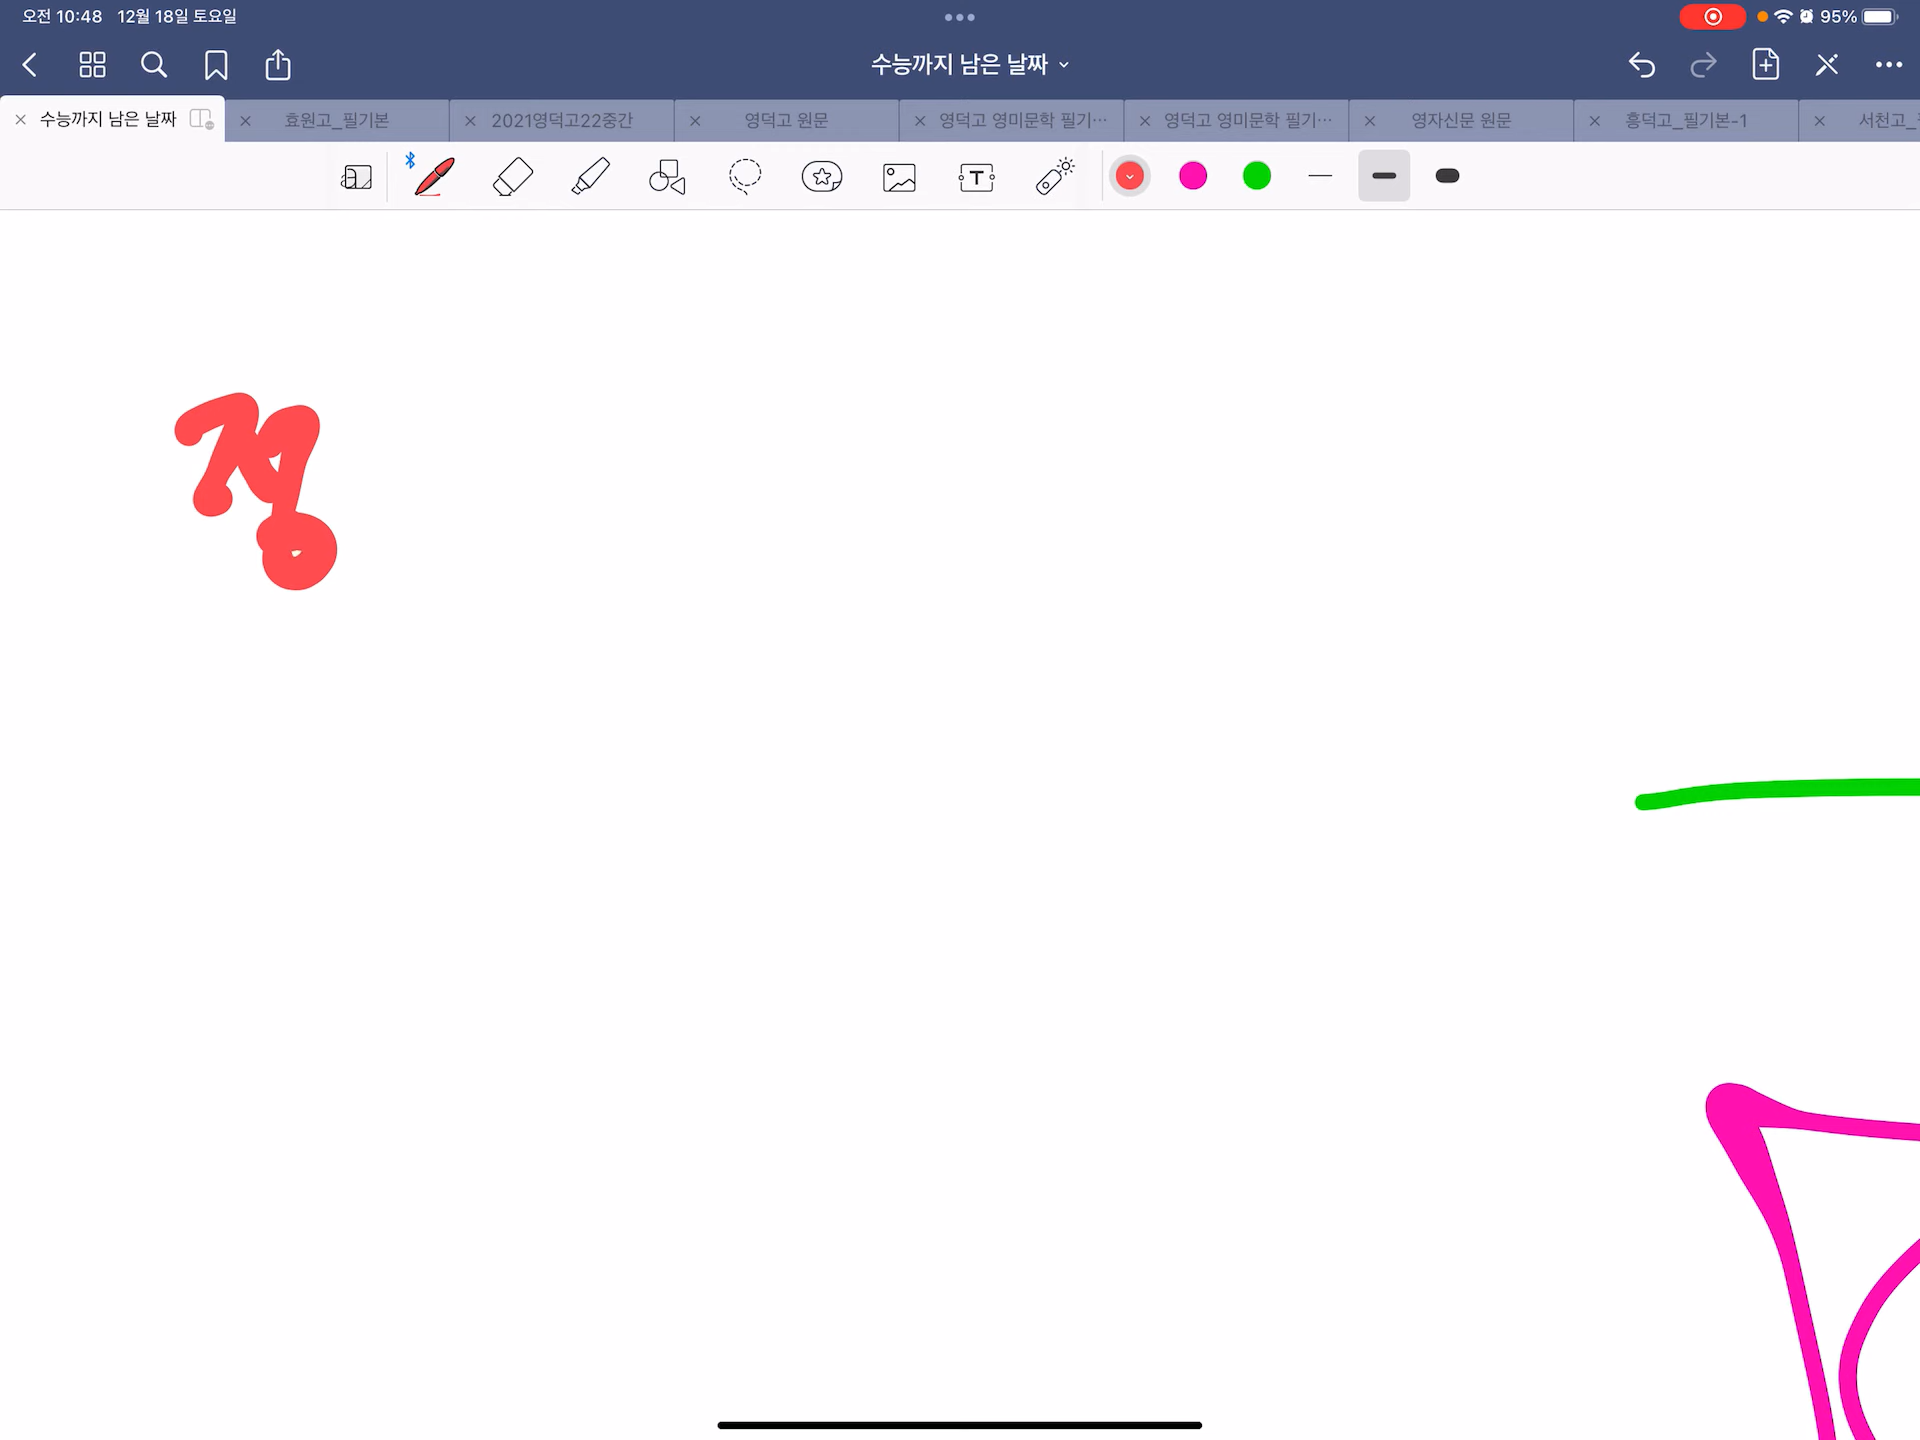 오전 10:48 12월 18일 토요일
95%
수능까지 남은 날짜
수능까지 남은 날짜 효원고_필기본 2021영덕고22중간 영덕고 원문 영덕고 영미문학 필기… 영덕고 영미문학 필기… 영자신문 원문 흥덕고_필기본-1 서천고_
T